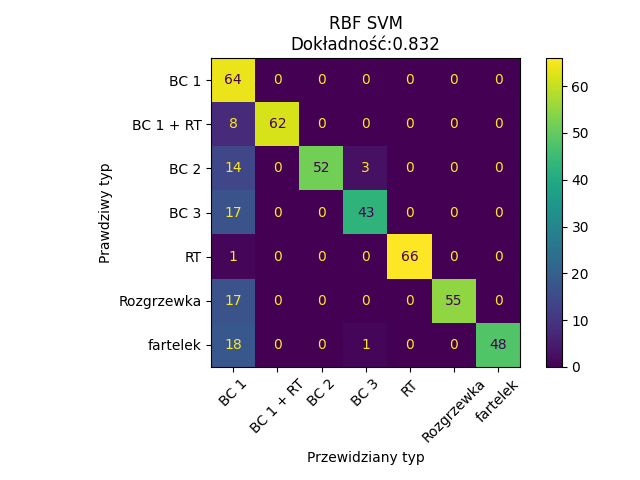 RBF SVM
Dokładność:0.832
Prawdziwy typ
BC 1 64 0 0 0 0 0 0
BC 1 + RT 8 62 0 0 0 0 0
BC 2 14 0 52 3 0 0 0
BC 3 17 0 0 43 0 0 0
RT 1 0 0 0 66 0 0
Rozgrzewka 17 0 0 0 0 55 0
fartelek 18 0 0 1 0 0 48
BC 1 BC 1 + RT BC 2 BC 3 RT Rozgrzewka fartelek
Przewidziany typ
60
50
40
30
20
10
0